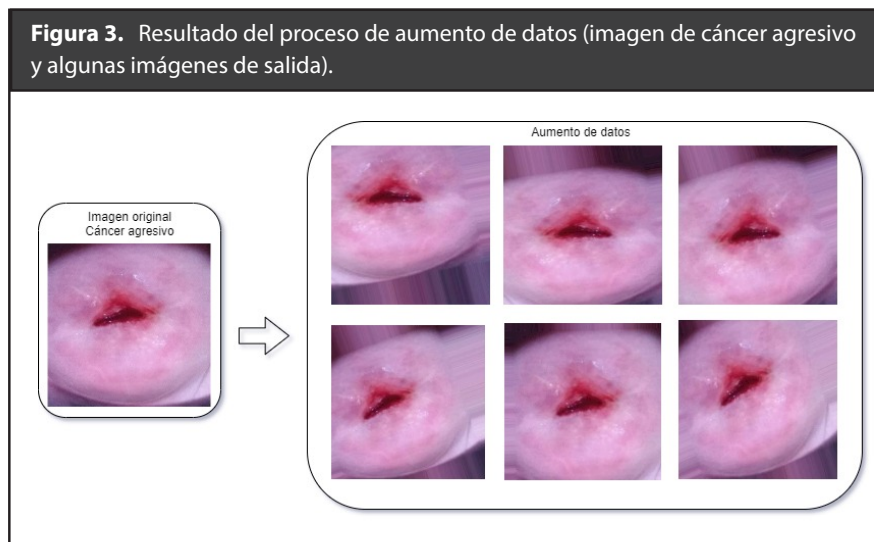 Figura 3. Resultado del proceso de aumento de datos (imagen de cáncer agresivo
y algunas imágenes de salida).
Aumento de datos
Imagen original
Cáncer agresivo